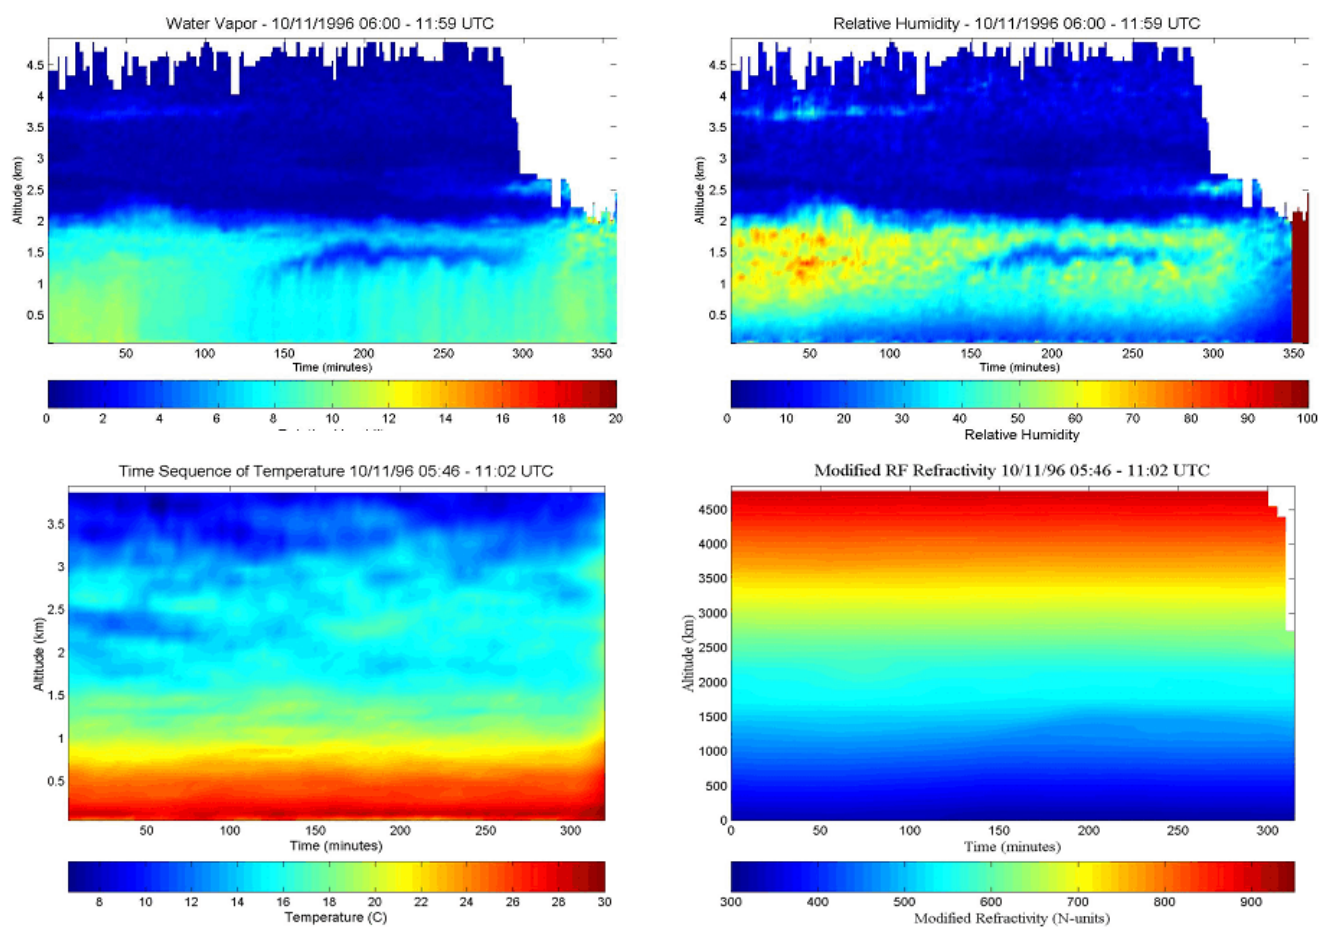 Water Vapor - 10/11/1996 06:00 - 11:59 UTC
Altitude (km)
4.5
4
3.5
3
2.5
2
1.5
1
0.5
50 100 150 200 250 300 350
Time (minutes)
0 2 4 6 8 10 12 14 16 18 20
Relative Humidity - 10/11/1996 06:00 - 11:59 UTC
Altitude (km)
4.5
4
3.5
3
2.5
2
1.5
1
0.5
50 100 150 200 250 300 350
Time (minutes)
0 10 20 30 40 50 60 70 80 90 100
Relative Humidity
Time Sequence of Temperature 10/11/96 05:46 - 11:02 UTC
Altitude (km)
3.5
3
2.5
2
1.5
1
0.5
50 100 150 200 250 300
Time (minutes)
8 10 12 14 16 18 20 22 24 26 28 30
Temperature (C)
Modified RF Refractivity 10/11/96 05:46 - 11:02 UTC
Altitude (km)
4500
4000
3500
3000
2500
2000
1500
1000
500
0
0 50 100 150 200 250 300
Time (minutes)
300 400 500 600 700 800 900
Modified Refractivity (N-units)